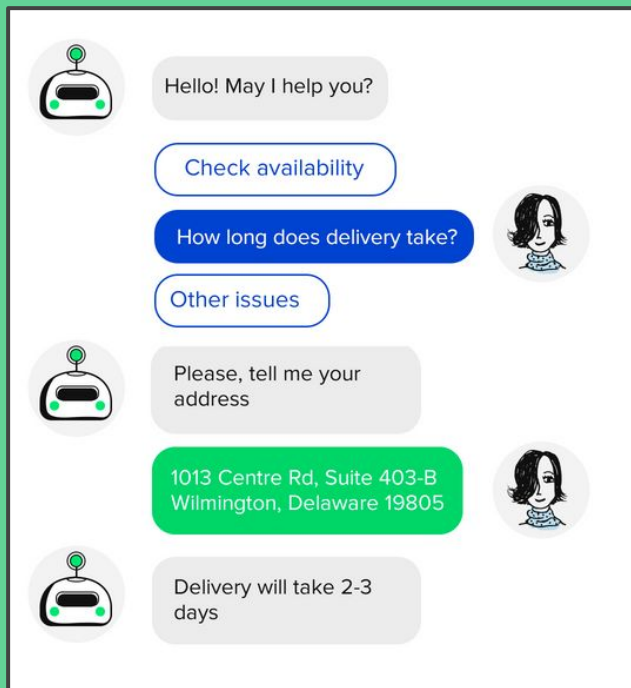 Hello! May I help you?
Check availability
How long does delivery take?
Other issues
Please, tell me your
address
1013 Centre Rd, Suite 403-B
Wilmington, Delaware 19805
Delivery will take 2-3
days